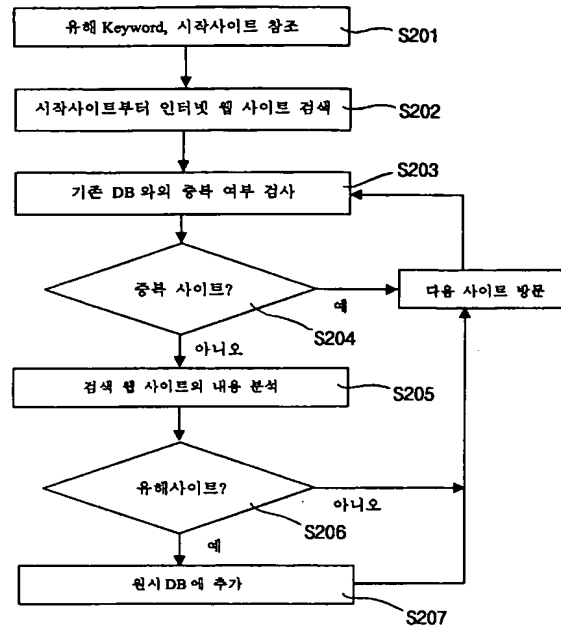 유해 Keyword, 시작사이트 참조
S201
시작사이트부터 인터넷 웹 사이트 검색
S202
기존 DB 와의 중복 여부 검사
S203
중복 사이트?
예
다음 사이트 방문
S204
아니오
검색 웹 사이트의 내용 분석
S205
유해사이트?
아니오
S206
예
원시 DB 에 추가
S207